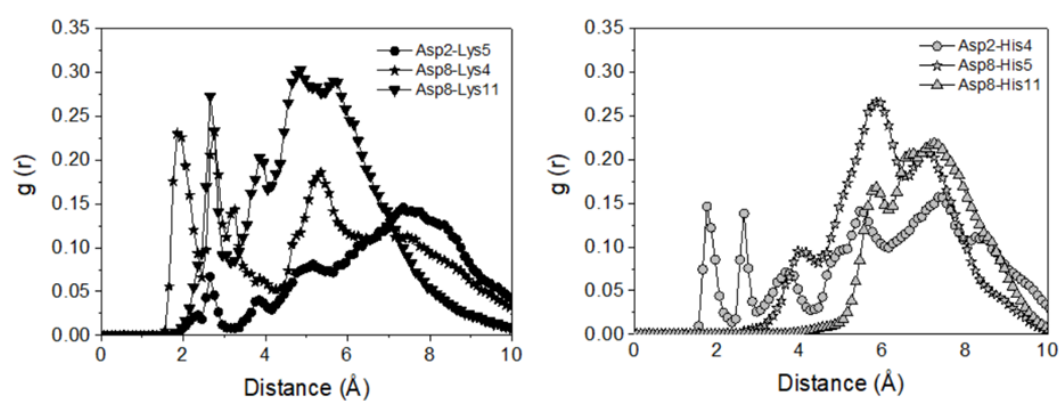 0.35
0.30
0.25
0.20
0.15
0.10
0.05
0.00
g (r)
Asp2-Lys5
Asp8-Lys4
Asp8-Lys11
0 2 4 6 8 10
Distance (Å)
0.35
0.30
0.25
0.20
0.15
0.10
0.05
0.00
g (r)
Asp2-His4
Asp8-His5
Asp8-His11
0 2 4 6 8 10
Distance (Å)